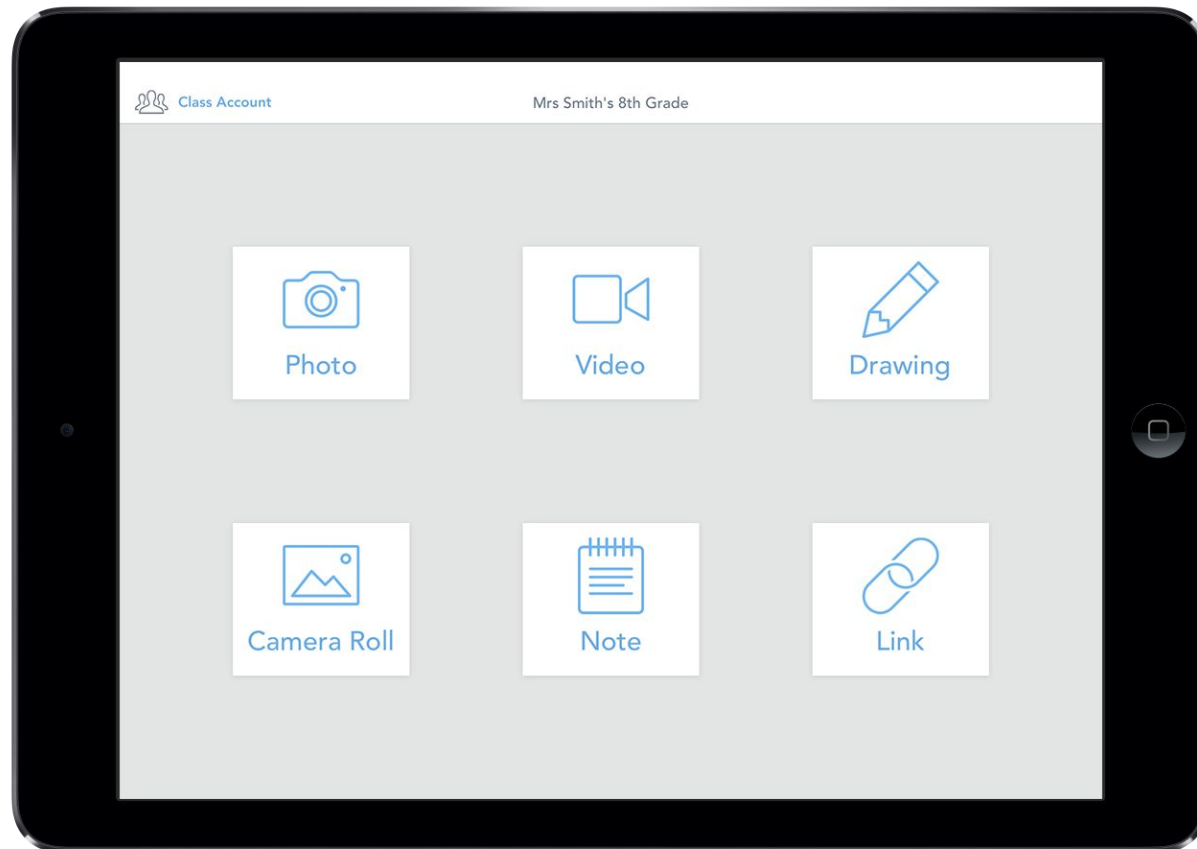 Class Account
Mrs Smith's 8th Grade
Photo
Video
Drawing
Camera Roll
Note
Link